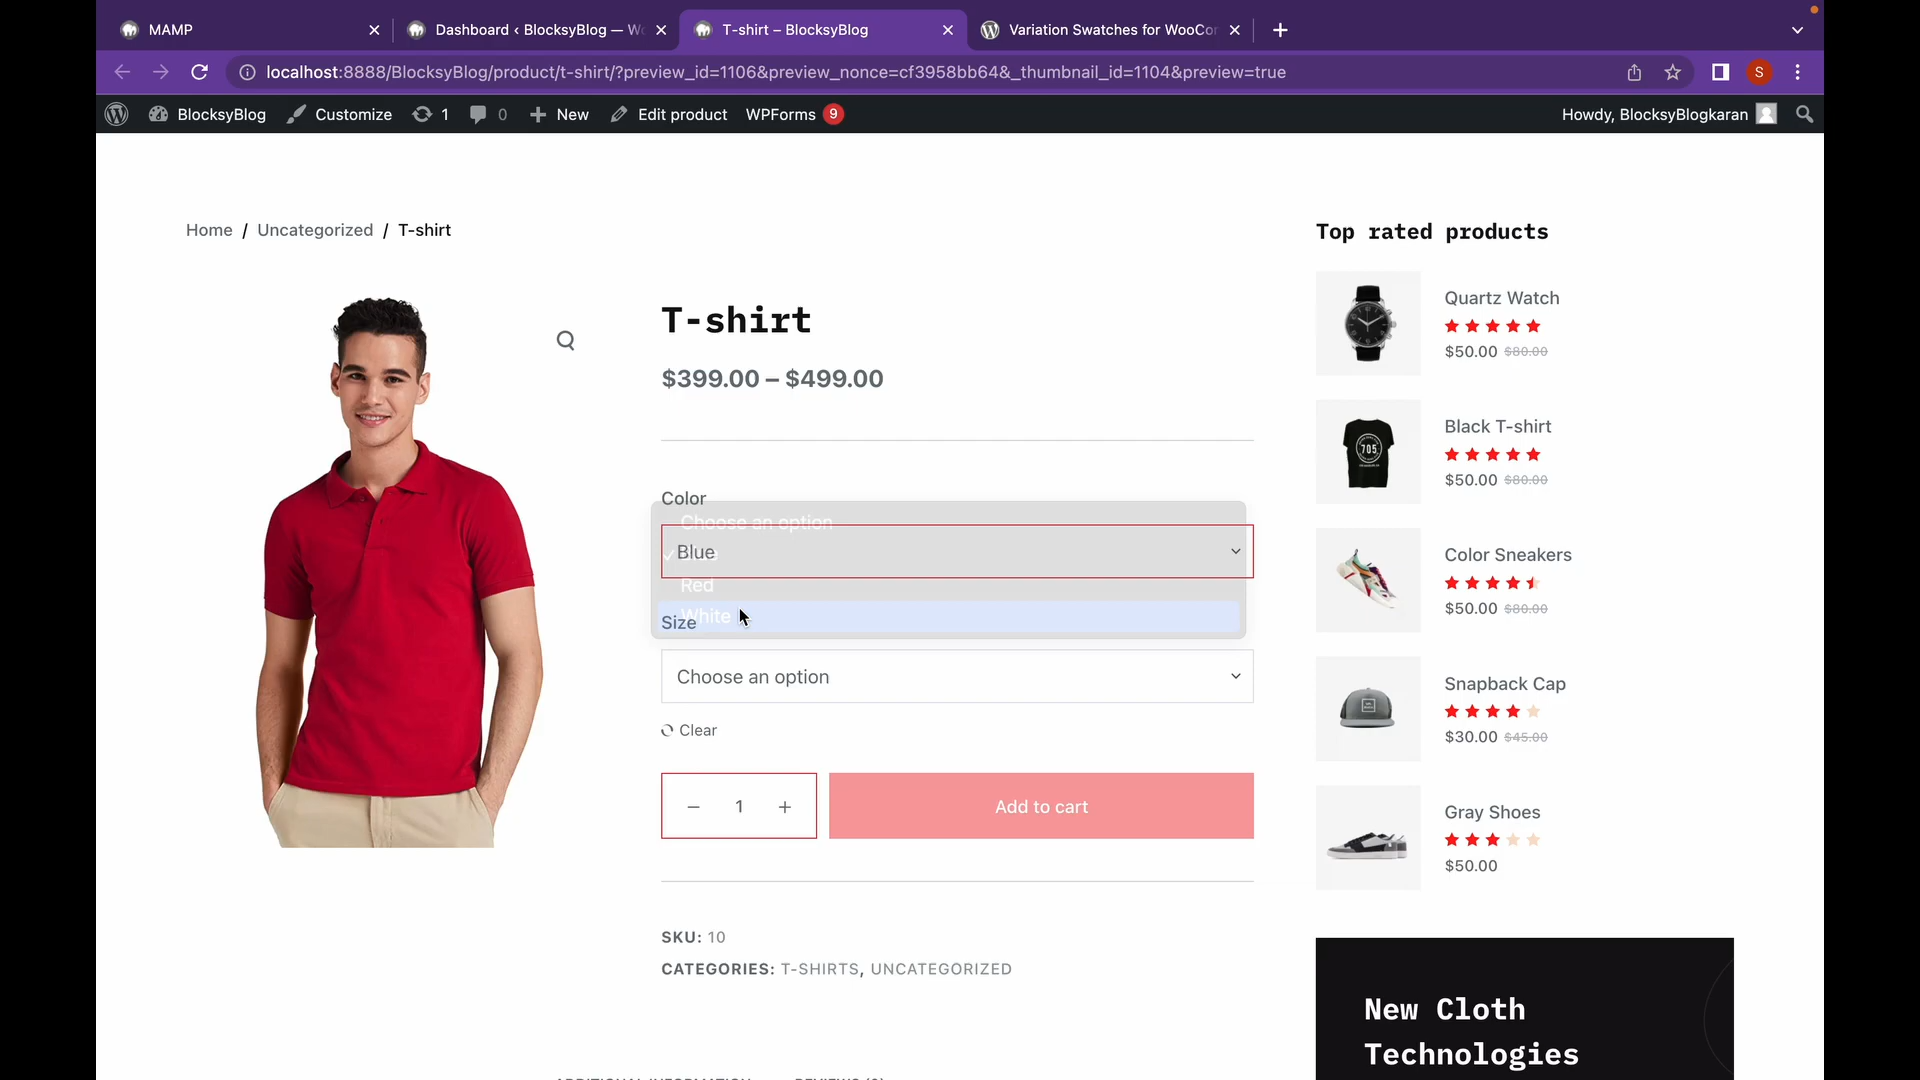 MAMP
Dashboard ‹ BlocksyBlog — Wo
T-shirt – BlocksyBlog
Variation Swatches for WooCor
localhost:8888/BlocksyBlog/product/t-shirt/?preview_id=1106&preview_nonce=cf3958bb64&_thumbnail_id=1104&preview=true
S
BlocksyBlog
Customize
1
0
New
Edit product
WPForms 9
Howdy, BlocksyBlogkaran
Home / Uncategorized / T-shirt
T-shirt
$399.00 – $499.00
Color
Choose an option
Blue
Red
White
Size
Choose an option
Clear
− 1 +
Add to cart
SKU: 10
CATEGORIES: T-SHIRTS, UNCATEGORIZED
ADDITIONAL INFORMATION
Top rated products
Quartz Watch
$50.00 $80.00
Black T-shirt
$50.00 $80.00
705
Color Sneakers
$50.00 $80.00
Snapback Cap
$30.00 $45.00
Gray Shoes
$50.00
New Cloth
Technologies